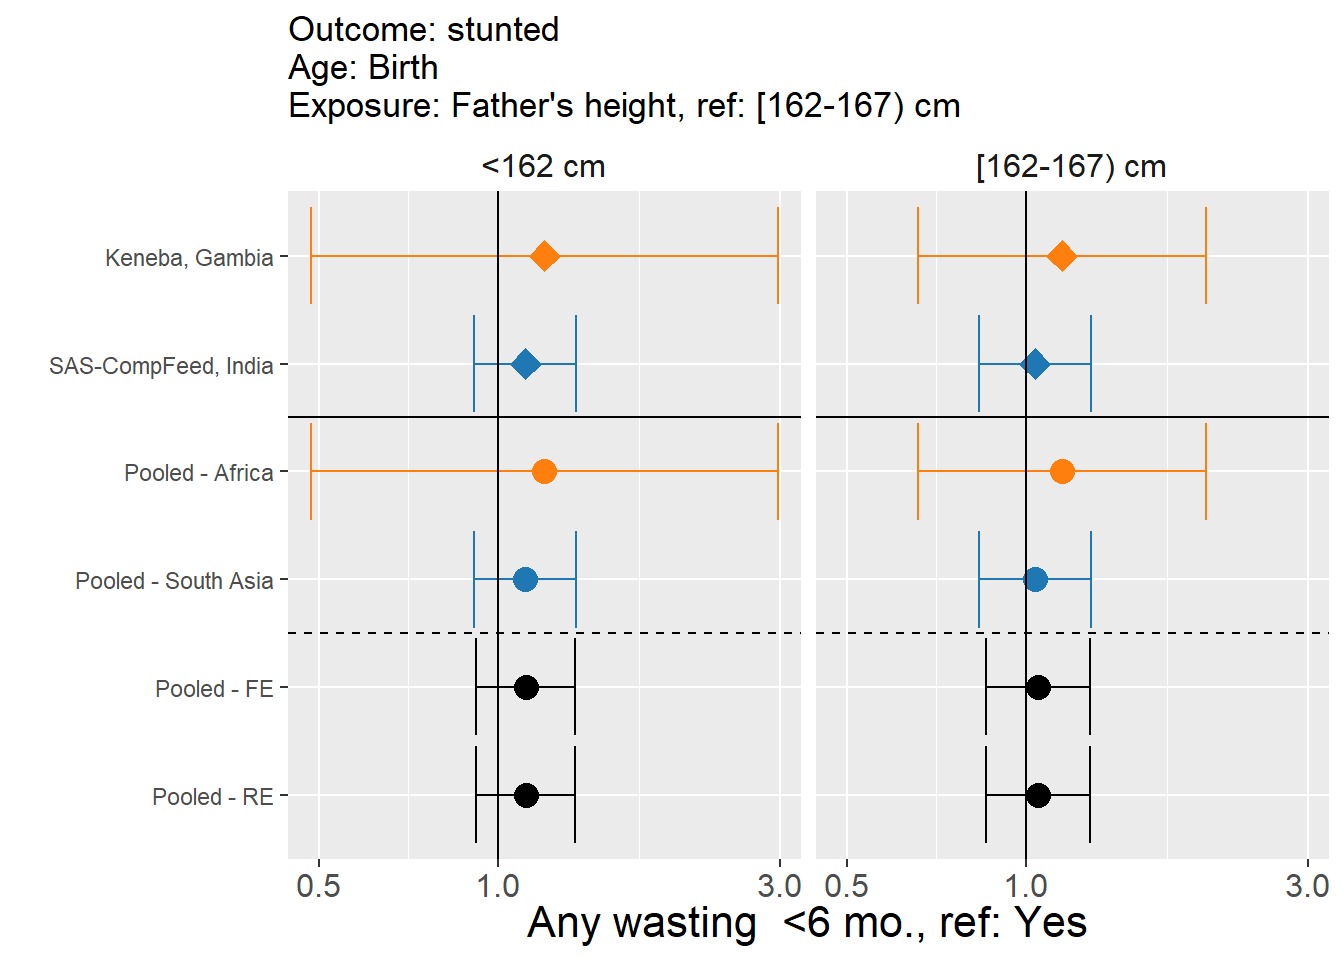 Outcome: stunted
Age: Birth
Exposure: Father's height, ref: [162-167) cm
<162 cm
[162-167) cm
Keneba, Gambia
SAS-CompFeed, India
Pooled - Africa
Pooled - South Asia
Pooled - FE
Pooled - RE
0.5 1.0 3.0 0.5 1.0 3.0
Any wasting  <6 mo., ref: Yes